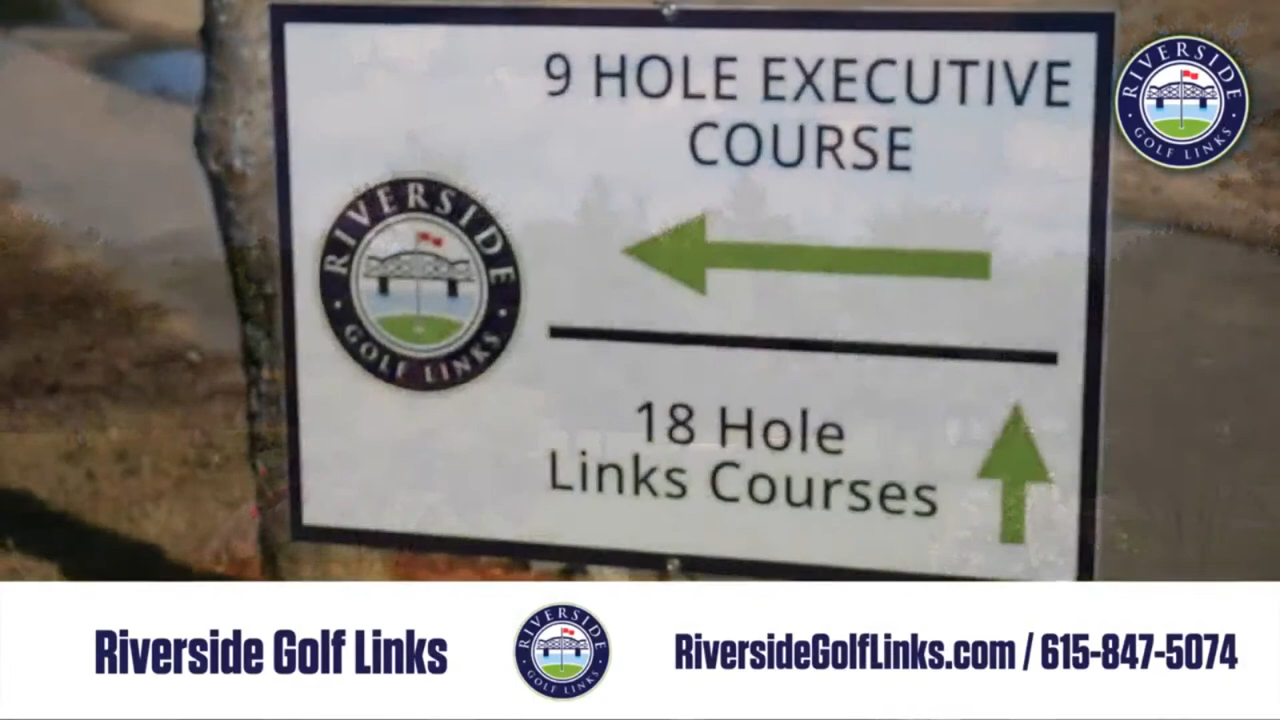 9 HOLE EXECUTIVE
COURSE
RIVERSIDE
GOLF LINKS
18 Hole
Links Courses
RIVERSIDE
GOLF LINKS
Riverside Golf Links
RIVERSIDE
GOLF LINKS
RiversideGolfLinks.com / 615-847-5074